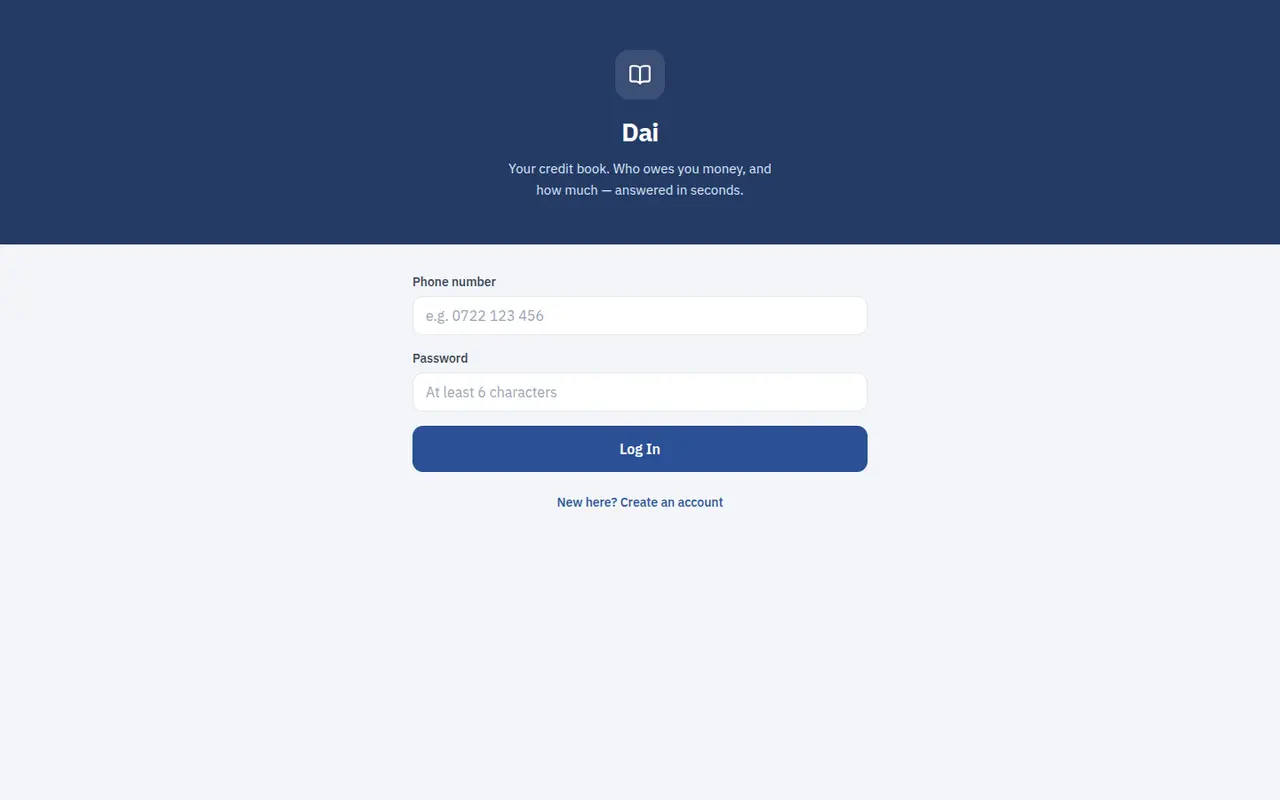 Dai
Your credit book. Who owes you money, and
how much — answered in seconds.
Phone number
e.g. 0722 123 456
Password
At least 6 characters
Log In
New here? Create an account